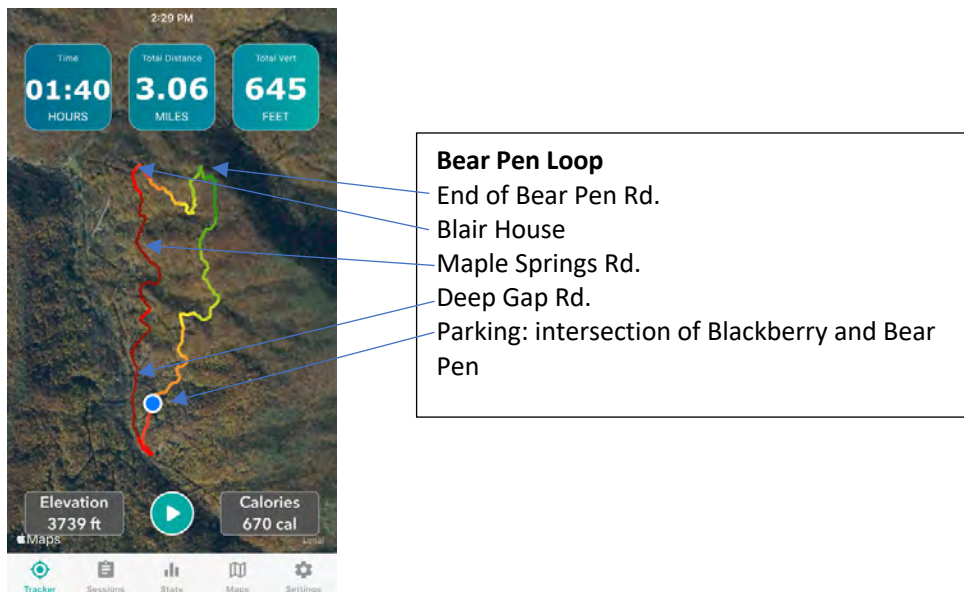 2:29 PM
Time
Total Distance
Total Vert
01:40
3.06
645
HOURS
MILES
FEET
Bear Pen Loop
End of Bear Pen Rd.
Blair House
Maple Springs Rd.
Deep Gap Rd.
Parking: intersection of Blackberry and Bear
Pen
Elevation
3739 ft
Calories
670 cal
Maps
Legal
Tracker
Sessions
Stats
Maps
Settings